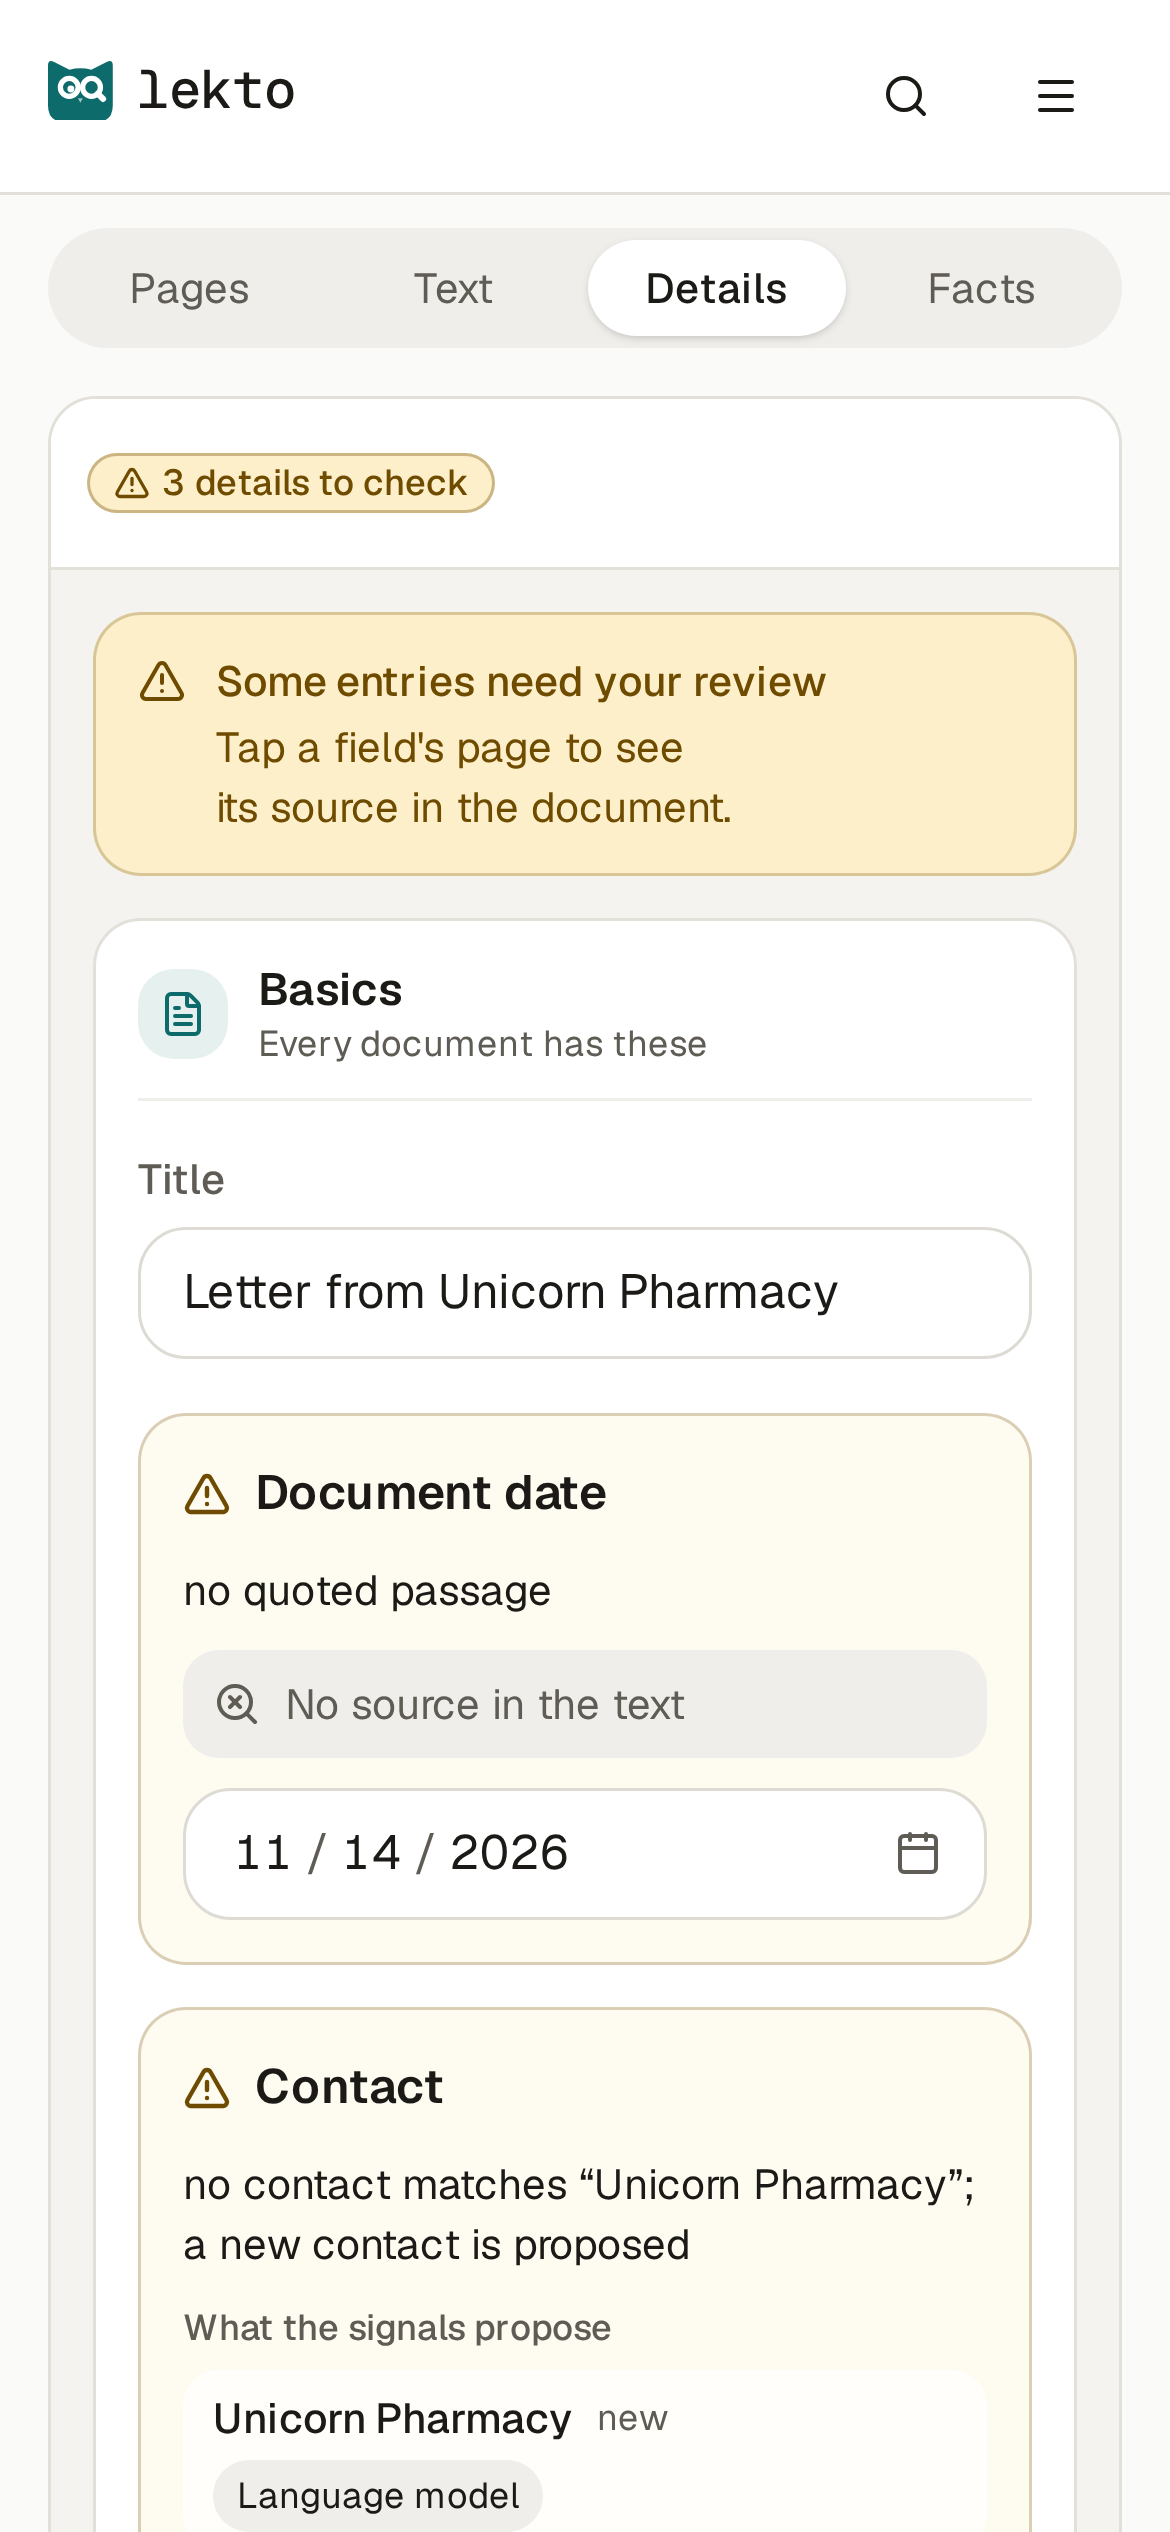 lekto
Pages Text Details Facts
3 details to check
Some entries need your review
Tap a field's page to see
its source in the document.
Basics
Every document has these
Title
Letter from Unicorn Pharmacy
Document date
no quoted passage
No source in the text
11 / 14 / 2026
Contact
no contact matches “Unicorn Pharmacy”;
a new contact is proposed
What the signals propose
Unicorn Pharmacy new
Language model